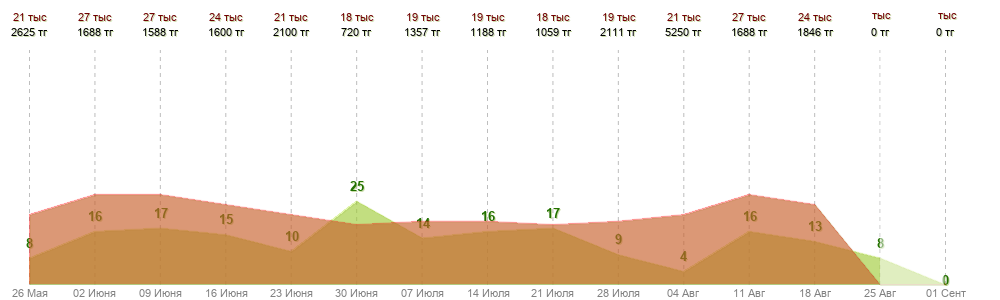 21 тыс 27 тыс 27 тыс 24 тыс 21 тыс 18 тыс 19 тыс 19 тыс 18 тыс 19 тыс 21 тыс 27 тыс 24 тыс тыс тыс
2625 тг 1688 тг 1588 тг 1600 тг 2100 тг 720 тг 1357 тг 1188 тг 1059 тг 2111 тг 5250 тг 1688 тг 1846 тг 0 тг 0 тг
8 16 17 15 10 25 14 16 17 9 4 16 13 8 0
26 Мая 02 Июня 09 Июня 16 Июня 23 Июня 30 Июня 07 Июля 14 Июля 21 Июля 28 Июля 04 Авг 11 Авг 18 Авг 25 Авг 01 Сент